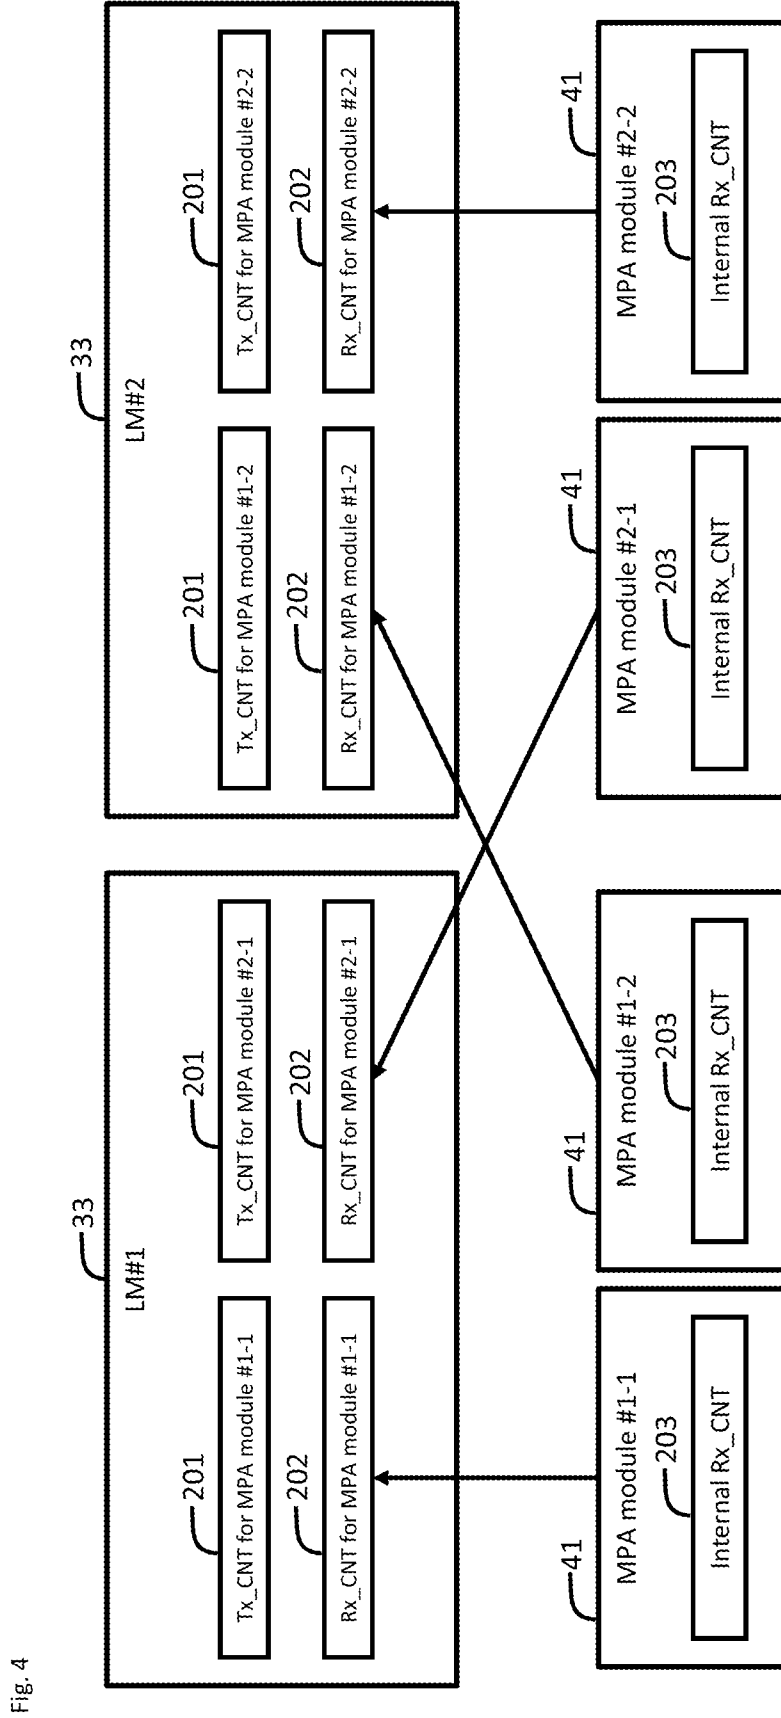 Fig. 4
33
LM#1
201
Tx_CNT for MPA module #1-1
202
Rx_CNT for MPA module #1-1
201
Tx_CNT for MPA module #2-1
202
Rx_CNT for MPA module #2-1
33
LM#2
201
Tx_CNT for MPA module #1-2
202
Rx_CNT for MPA module #1-2
201
Tx_CNT for MPA module #2-2
202
Rx_CNT for MPA module #2-2
41
MPA module #1-1
203
Internal Rx_CNT
41
MPA module #1-2
203
Internal Rx_CNT
41
MPA module #2-1
203
Internal Rx_CNT
41
MPA module #2-2
203
Internal Rx_CNT